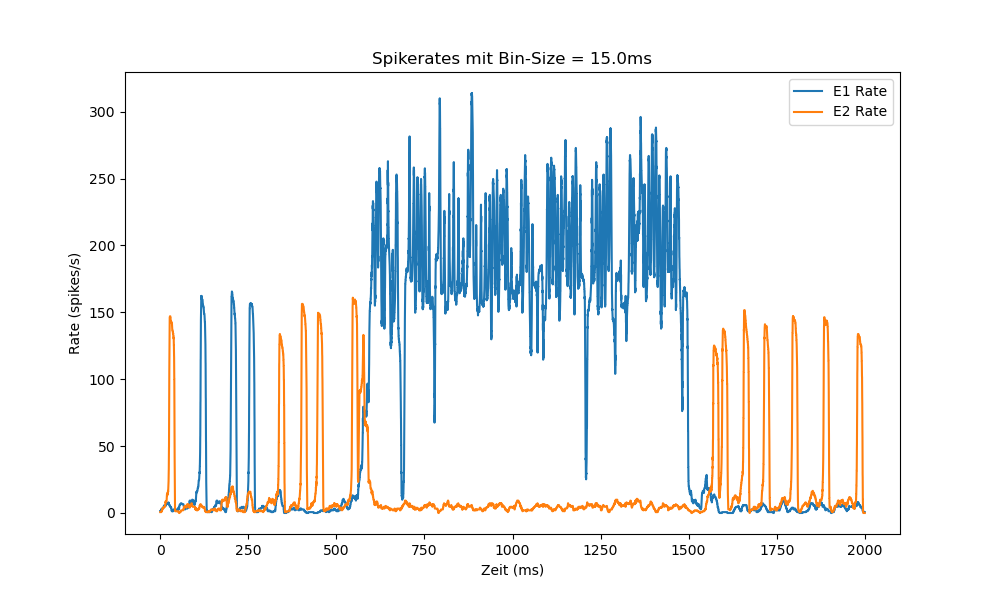 Spikerates mit Bin-Size = 15.0ms
E1 Rate
E2 Rate
300
250
200
150
100
50
0
Rate (spikes/s)
0 250 500 750 1000 1250 1500 1750 2000
Zeit (ms)